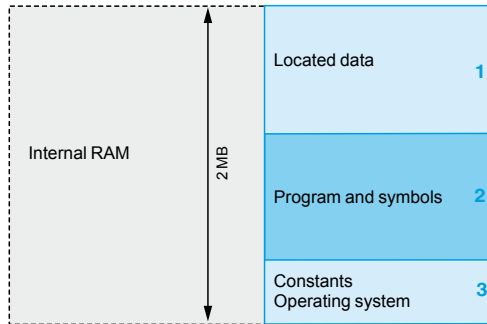 Located data
1
Internal RAM
2 MB
Program and symbols
2
Constants
Operating system
3